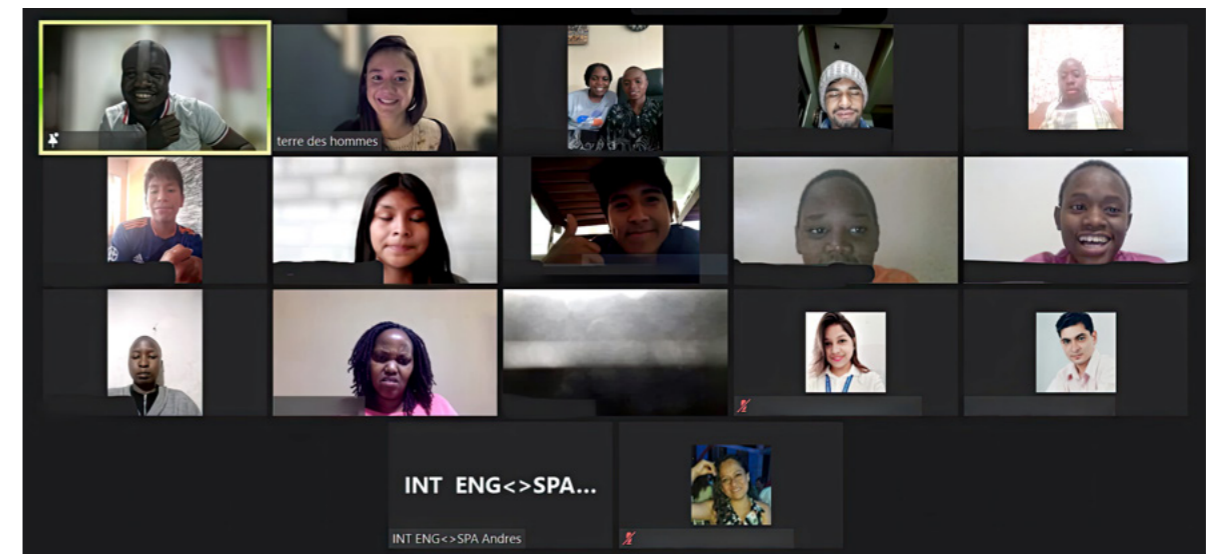 terre des hommes
INT ENG<>SPA...
INT ENG<>SPA Andres